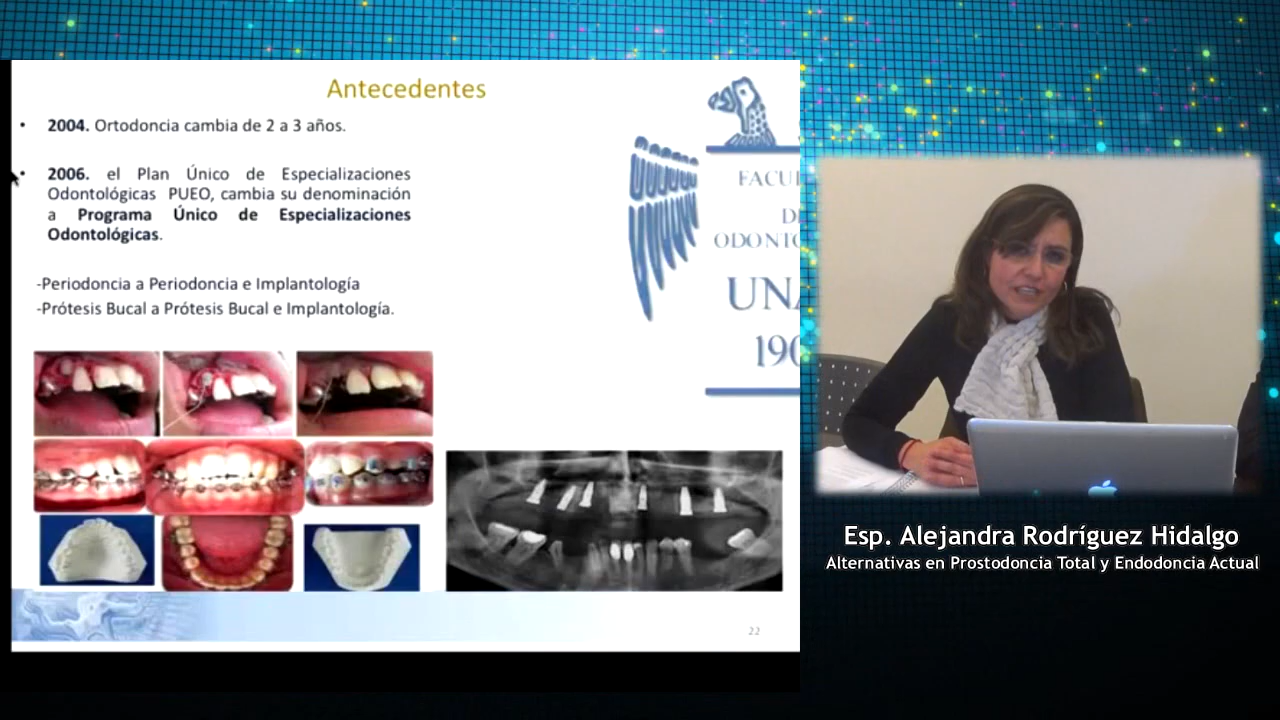 Antecedentes
• 2004. Ortodoncia cambia de 2 a 3 años.
• 2006. el Plan Único de Especializaciones
Odontológicas PUEO, cambia su denominación
a Programa Único de Especializaciones
Odontológicas.
-Periodoncia a Periodoncia e Implantología
-Prótesis Bucal a Prótesis Bucal e Implantología.
FACUL
DE
ODONTO
UNA
190
22
Esp. Alejandra Rodríguez Hidalgo
Alternativas en Prostodoncia Total y Endodoncia Actual